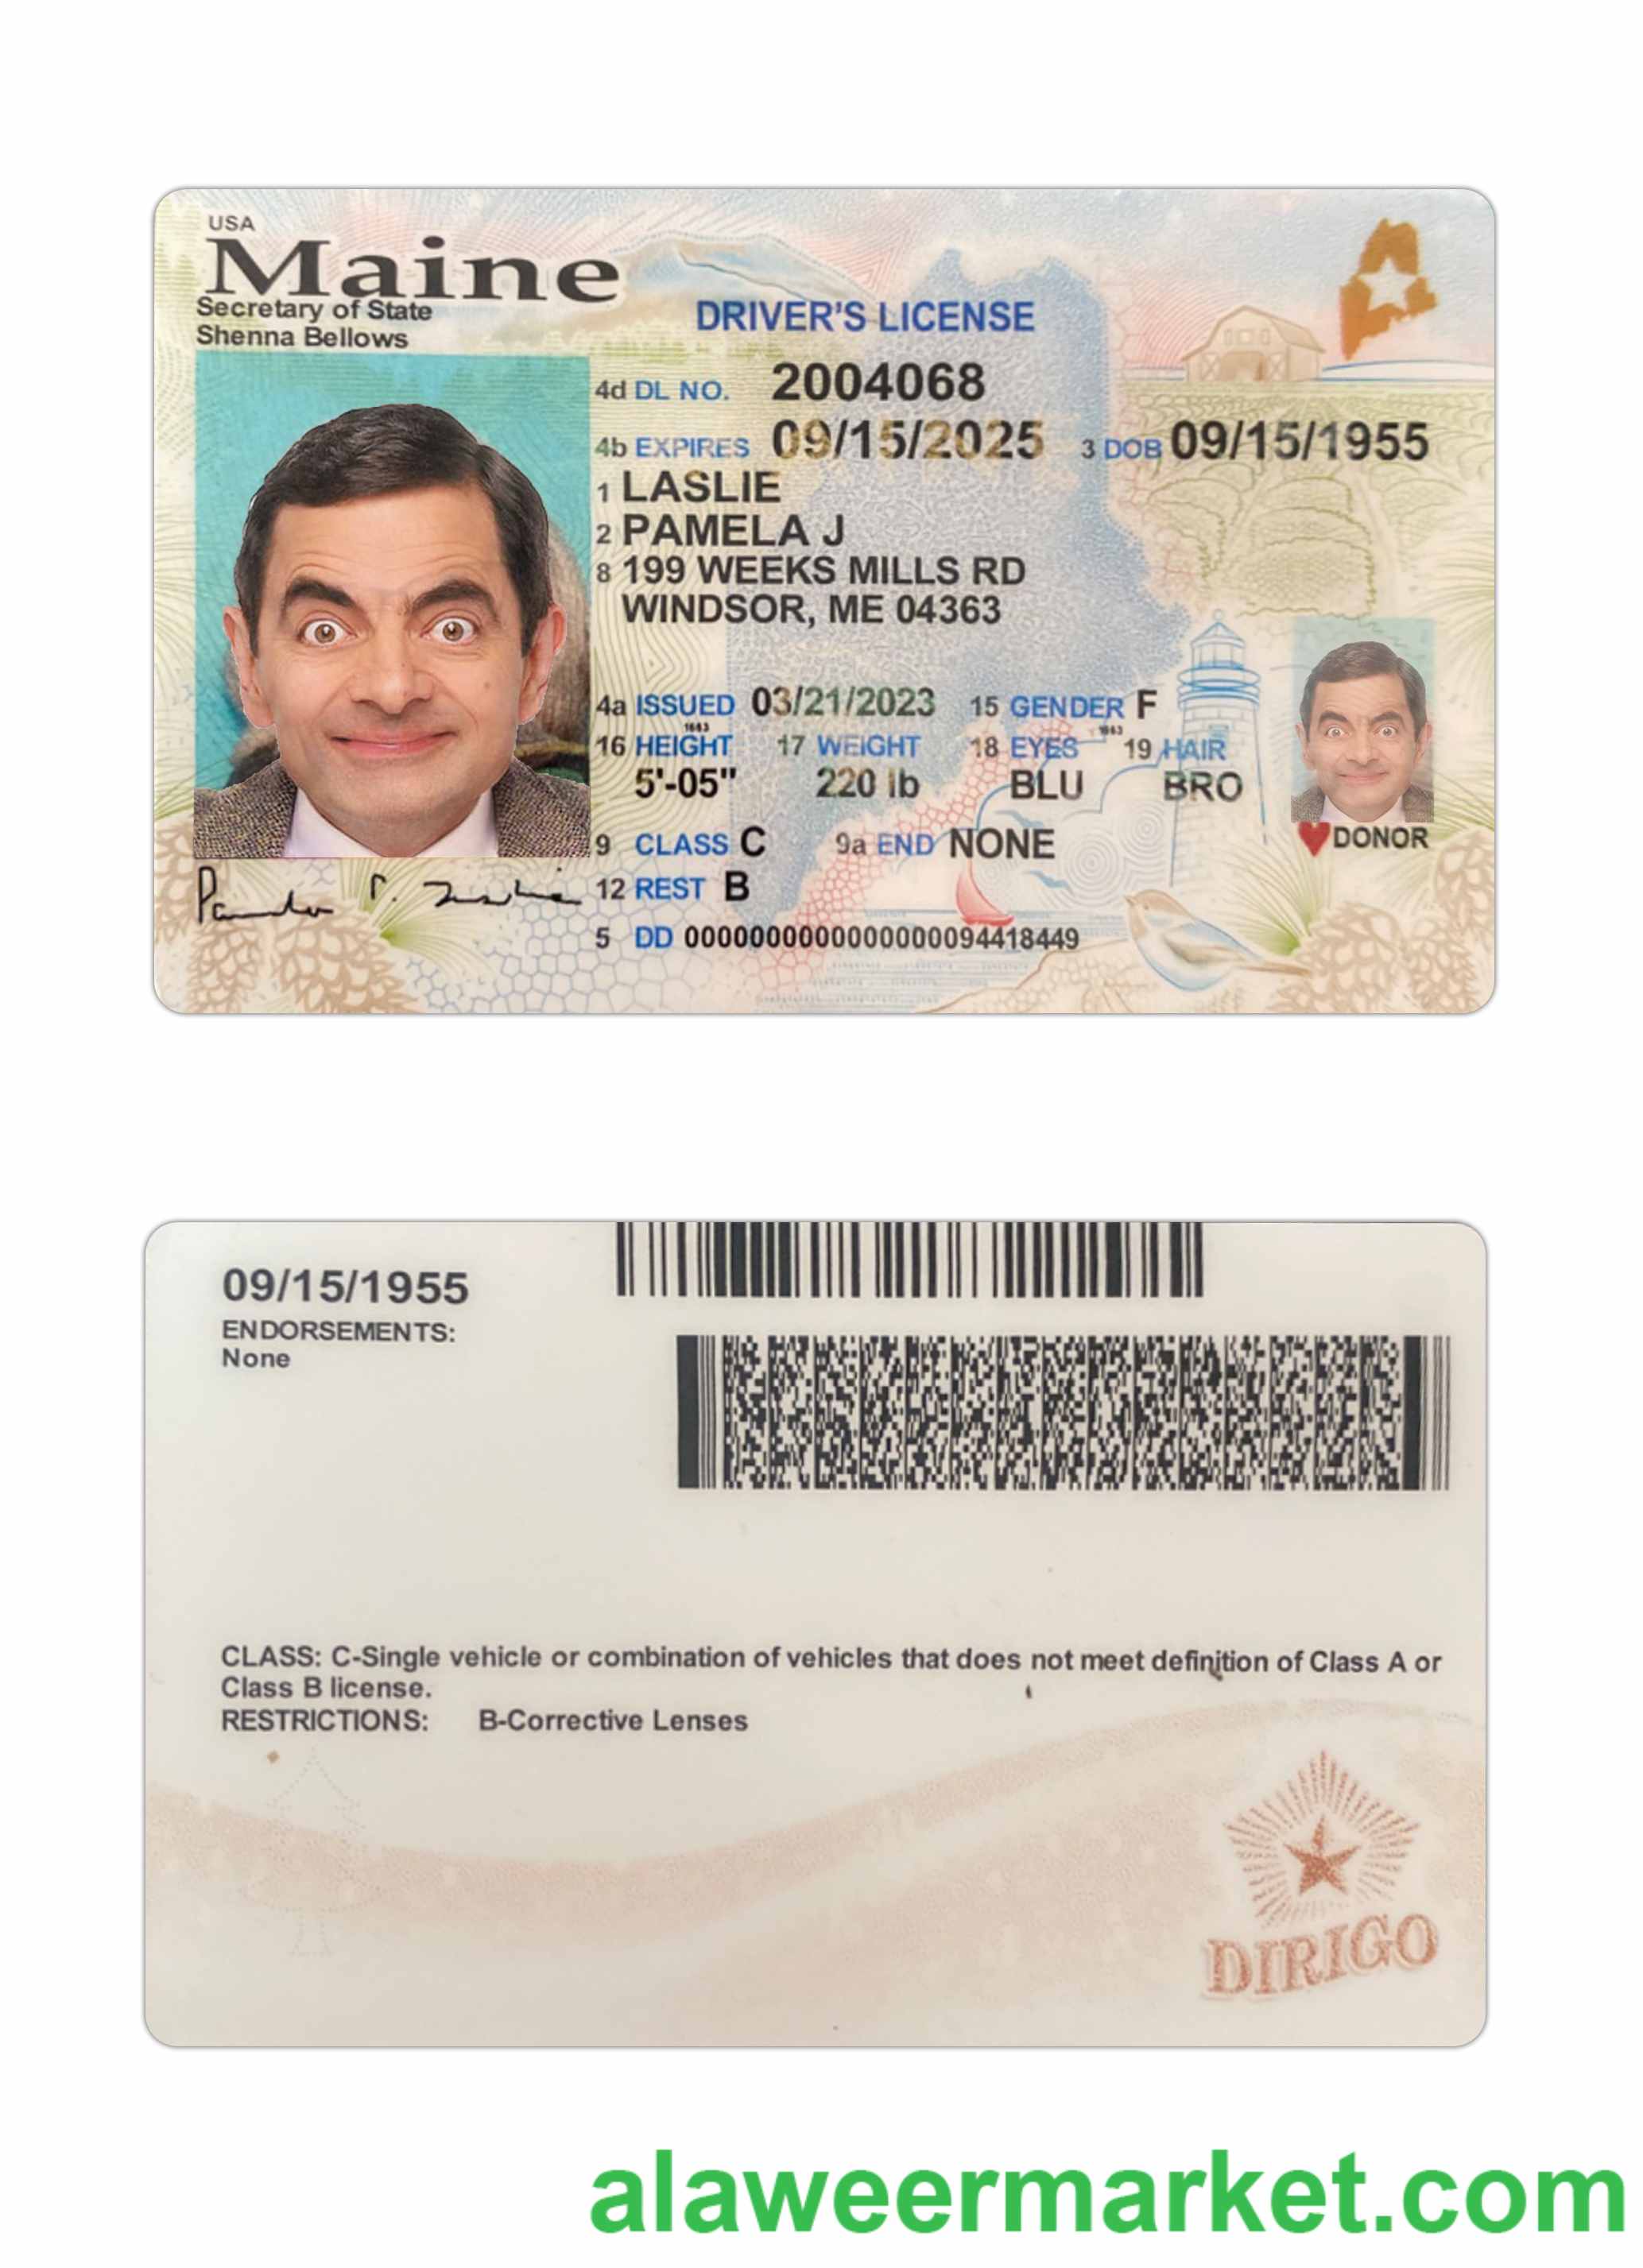 USA
Maine
Secretary of State
Shenna Bellows
DRIVER'S LICENSE
4d DL NO. 2004068
4b EXPIRES 09/15/2025 3 DOB 09/15/1955
1 LASLIE
2 PAMELA J
8 199 WEEKS MILLS RD
WINDSOR, ME 04363
4a ISSUED 03/21/2023 15 GENDER F
16 HEIGHT 17 WEIGHT 18 EYES 19 HAIR
5'-05" 220 lb BLU BRO
9 CLASS C 9a END NONE
DONOR
12 REST B
5 DD 0000000000000000094418449
09/15/1955
ENDORSEMENTS:
None
CLASS: C-Single vehicle or combination of vehicles that does not meet definition of Class A or
Class B license.
RESTRICTIONS: B-Corrective Lenses
DIRIGO
alaweermarket.com